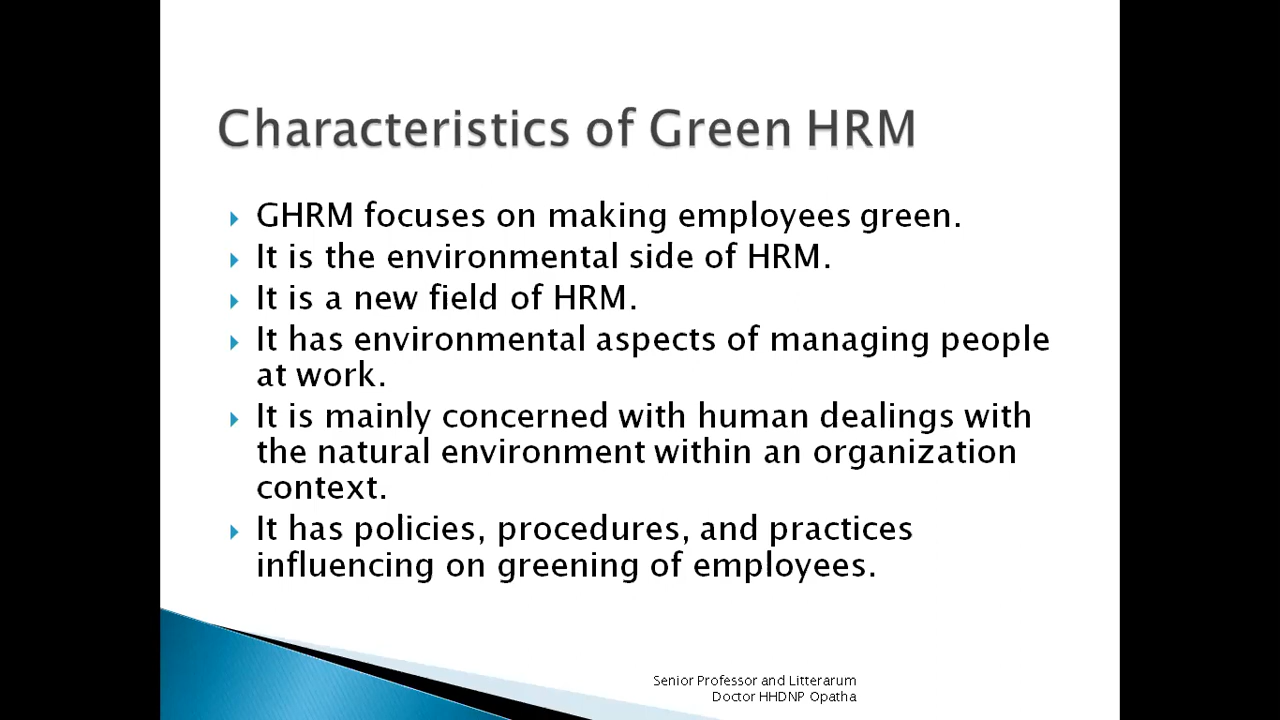 Characteristics of Green HRM
GHRM focuses on making employees green.
It is the environmental side of HRM.
It is a new field of HRM.
It has environmental aspects of managing people
at work.
It is mainly concerned with human dealings with
the natural environment within an organization
context.
It has policies, procedures, and practices
influencing on greening of employees.
Senior Professor and Litterarum
Doctor HHDNP Opatha